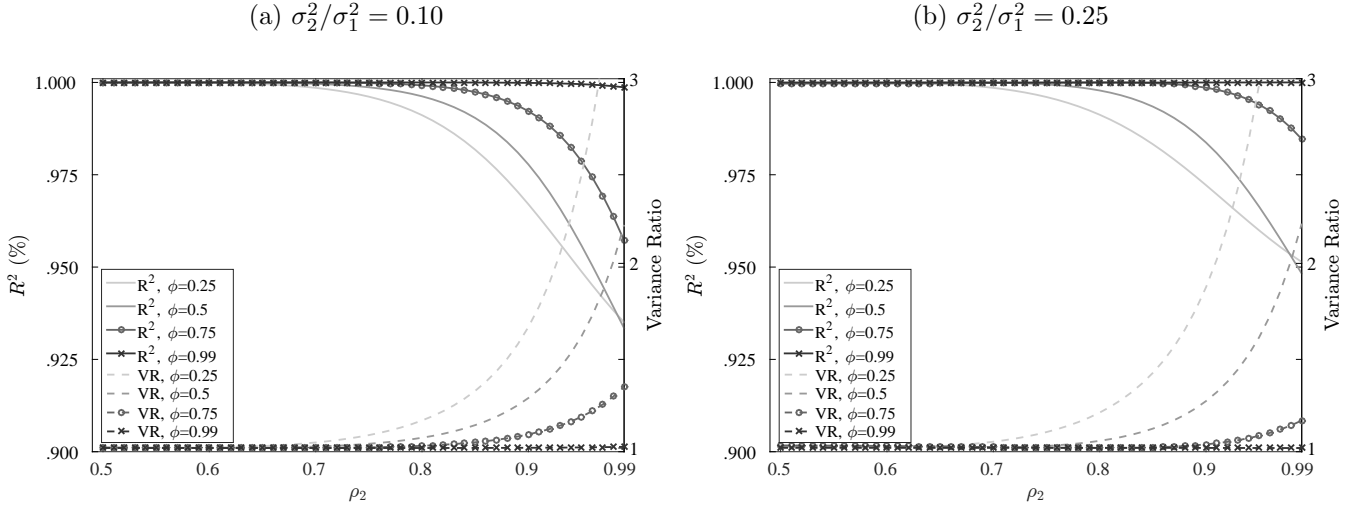 (a) σ₂²/σ₁² = 0.10
1.000
.975
.950
.925
.900
R² (%)
3
2
1
Variance Ratio
R², ϕ=0.25
R², ϕ=0.5
R², ϕ=0.75
R², ϕ=0.99
VR, ϕ=0.25
VR, ϕ=0.5
VR, ϕ=0.75
VR, ϕ=0.99
0.5 0.6 0.7 0.8 0.9 0.99
ρ₂
(b) σ₂²/σ₁² = 0.25
1.000
.975
.950
.925
.900
R² (%)
3
2
1
Variance Ratio
R², ϕ=0.25
R², ϕ=0.5
R², ϕ=0.75
R², ϕ=0.99
VR, ϕ=0.25
VR, ϕ=0.5
VR, ϕ=0.75
VR, ϕ=0.99
0.5 0.6 0.7 0.8 0.9 0.99
ρ₂